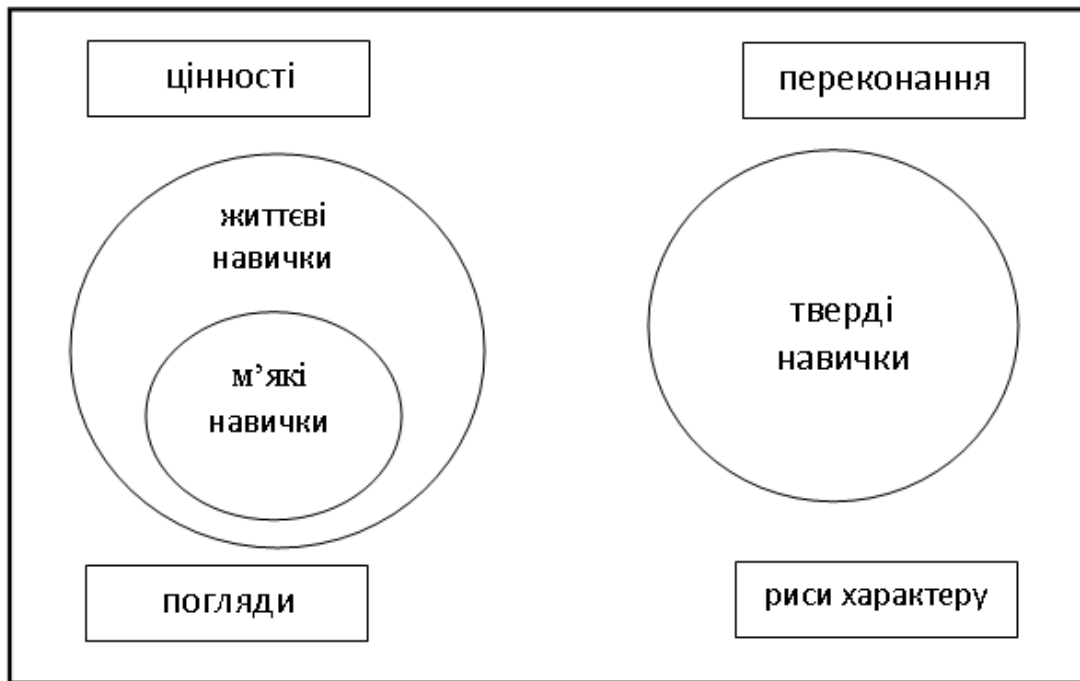 цінності
переконання
життєві
навички
м’які
навички
тверді
навички
погляди
риси характеру